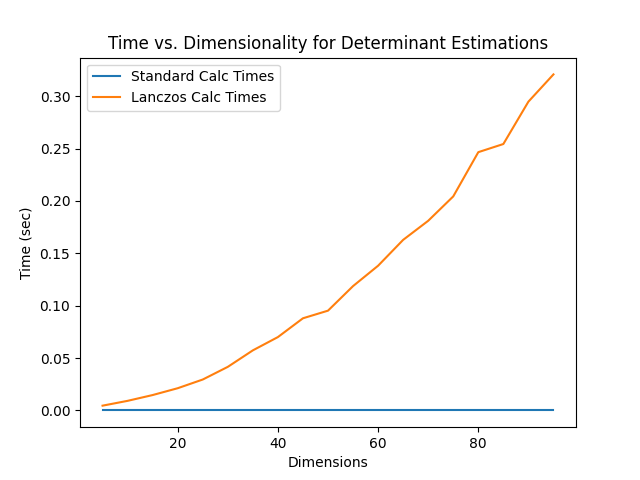 Time vs. Dimensionality for Determinant Estimations
Standard Calc Times
Lanczos Calc Times
0.30
0.25
0.20
0.15
0.10
0.05
0.00
Time (sec)
20 40 60 80
Dimensions